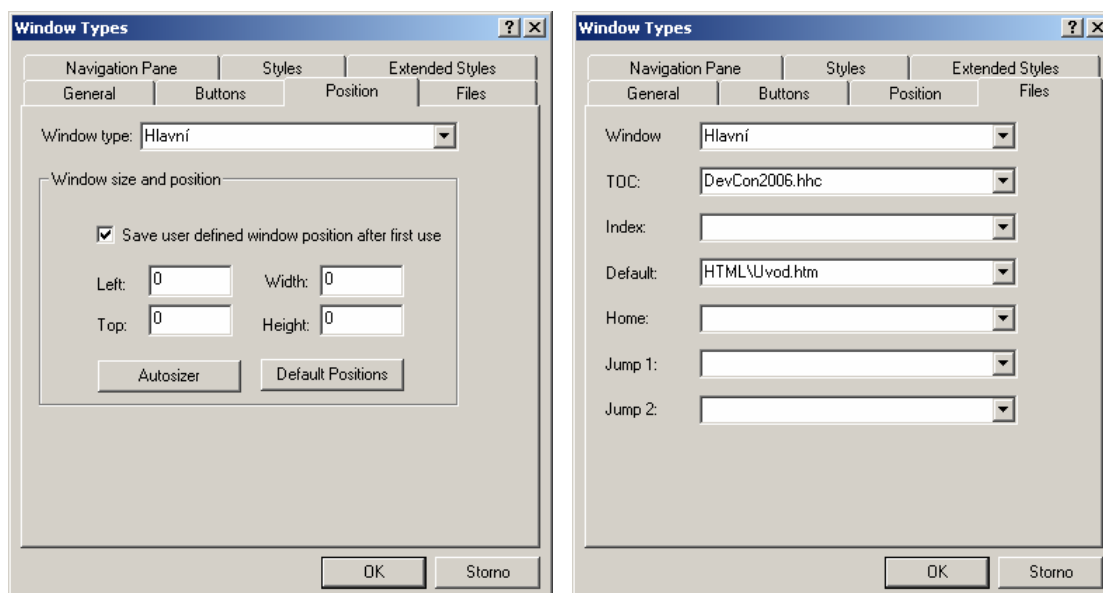 Window Types
Navigation Pane Styles Extended Styles
General Buttons Position Files
Window type: Hlavní
Window size and position
Save user defined window position after first use
Left: 0 Width: 0
Top: 0 Height: 0
Autosizer Default Positions
OK Storno
Window Types
Navigation Pane Styles Extended Styles
General Buttons Position Files
Window Hlavní
TOC: DevCon2006.hhc
Index:
Default: HTML\Uvod.htm
Home:
Jump 1:
Jump 2:
OK Storno